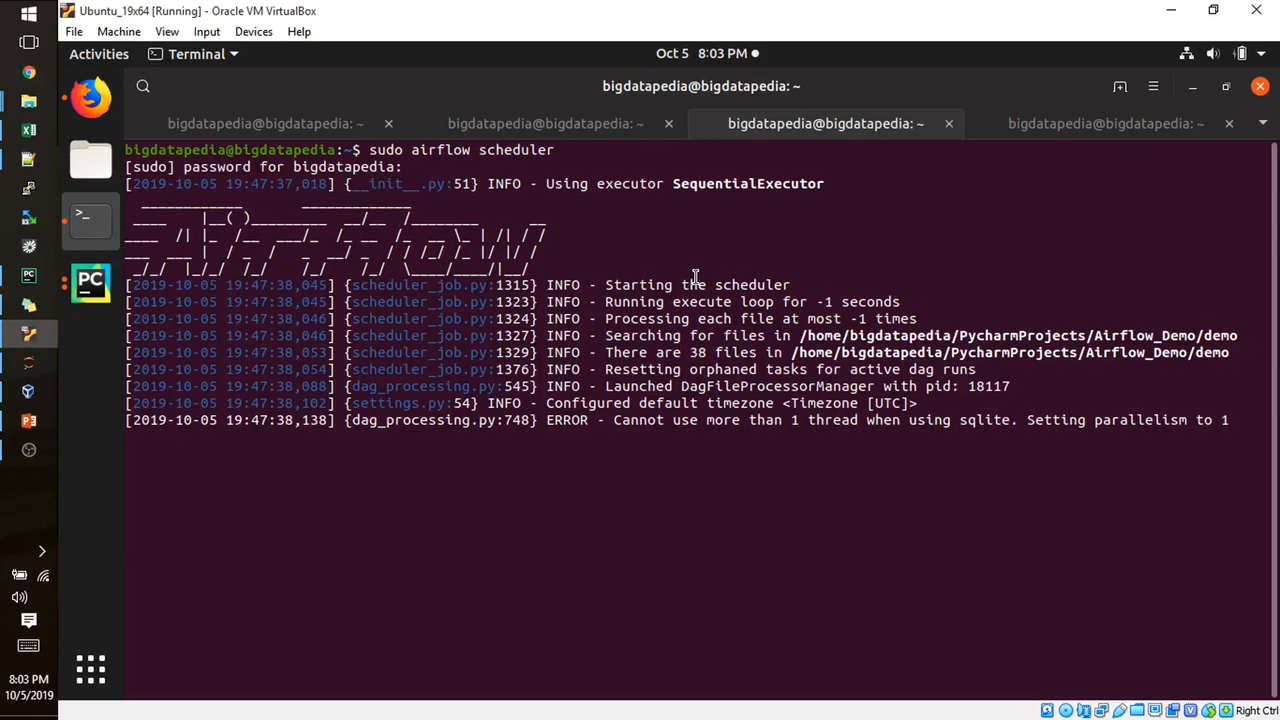 Ubuntu_19x64 [Running] - Oracle VM VirtualBox
File Machine View Input Devices Help
Activities Terminal Oct 5 8:03 PM
bigdatapedia@bigdatapedia: ~
bigdatapedia@bigdatapedia: ~ bigdatapedia@bigdatapedia: ~ bigdatapedia@bigdatapedia: ~ bigdatapedia@bigdatapedia: ~
bigdatapedia@bigdatapedia:~$ sudo airflow scheduler
[sudo] password for bigdatapedia:
[2019-10-05 19:47:37,018] {__init__.py:51} INFO - Using executor SequentialExecutor
Airflow
[2019-10-05 19:47:38,045] {scheduler_job.py:1315} INFO - Starting the scheduler
[2019-10-05 19:47:38,045] {scheduler_job.py:1323} INFO - Running execute loop for -1 seconds
[2019-10-05 19:47:38,046] {scheduler_job.py:1324} INFO - Processing each file at most -1 times
[2019-10-05 19:47:38,046] {scheduler_job.py:1327} INFO - Searching for files in /home/bigdatapedia/PycharmProjects/Airflow_Demo/demo
[2019-10-05 19:47:38,053] {scheduler_job.py:1329} INFO - There are 38 files in /home/bigdatapedia/PycharmProjects/Airflow_Demo/demo
[2019-10-05 19:47:38,054] {scheduler_job.py:1376} INFO - Resetting orphaned tasks for active dag runs
[2019-10-05 19:47:38,088] {dag_processing.py:545} INFO - Launched DagFileProcessorManager with pid: 18117
[2019-10-05 19:47:38,102] {settings.py:54} INFO - Configured default timezone <Timezone [UTC]>
[2019-10-05 19:47:38,138] {dag_processing.py:748} ERROR - Cannot use more than 1 thread when using sqlite. Setting parallelism to 1
PC
8:03 PM
10/5/2019
Right Ctrl